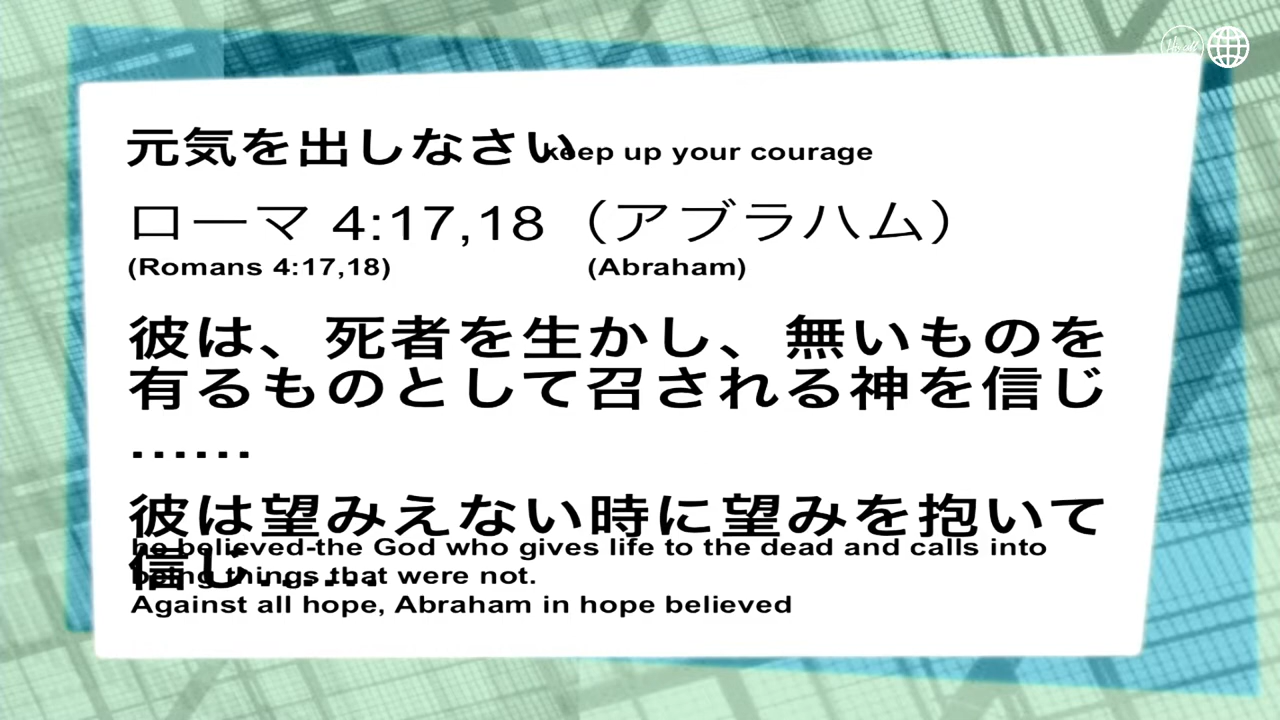 元気を出しなさい keep up your courage
ローマ 4:17,18 （アブラハム）
(Romans 4:17,18) (Abraham)
彼は、死者を生かし、無いものを
有るものとして召される神を信じ
……
彼は望みえない時に望みを抱いて
信じ……
he believed-the God who gives life to the dead and calls into
being things that were not.
Against all hope, Abraham in hope believed